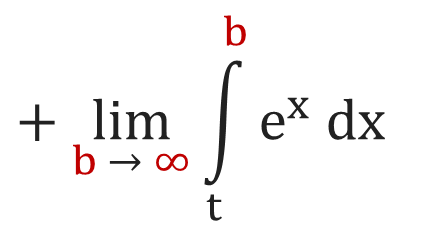 b
+ lim ∫ eˣ dx
b → ∞
t